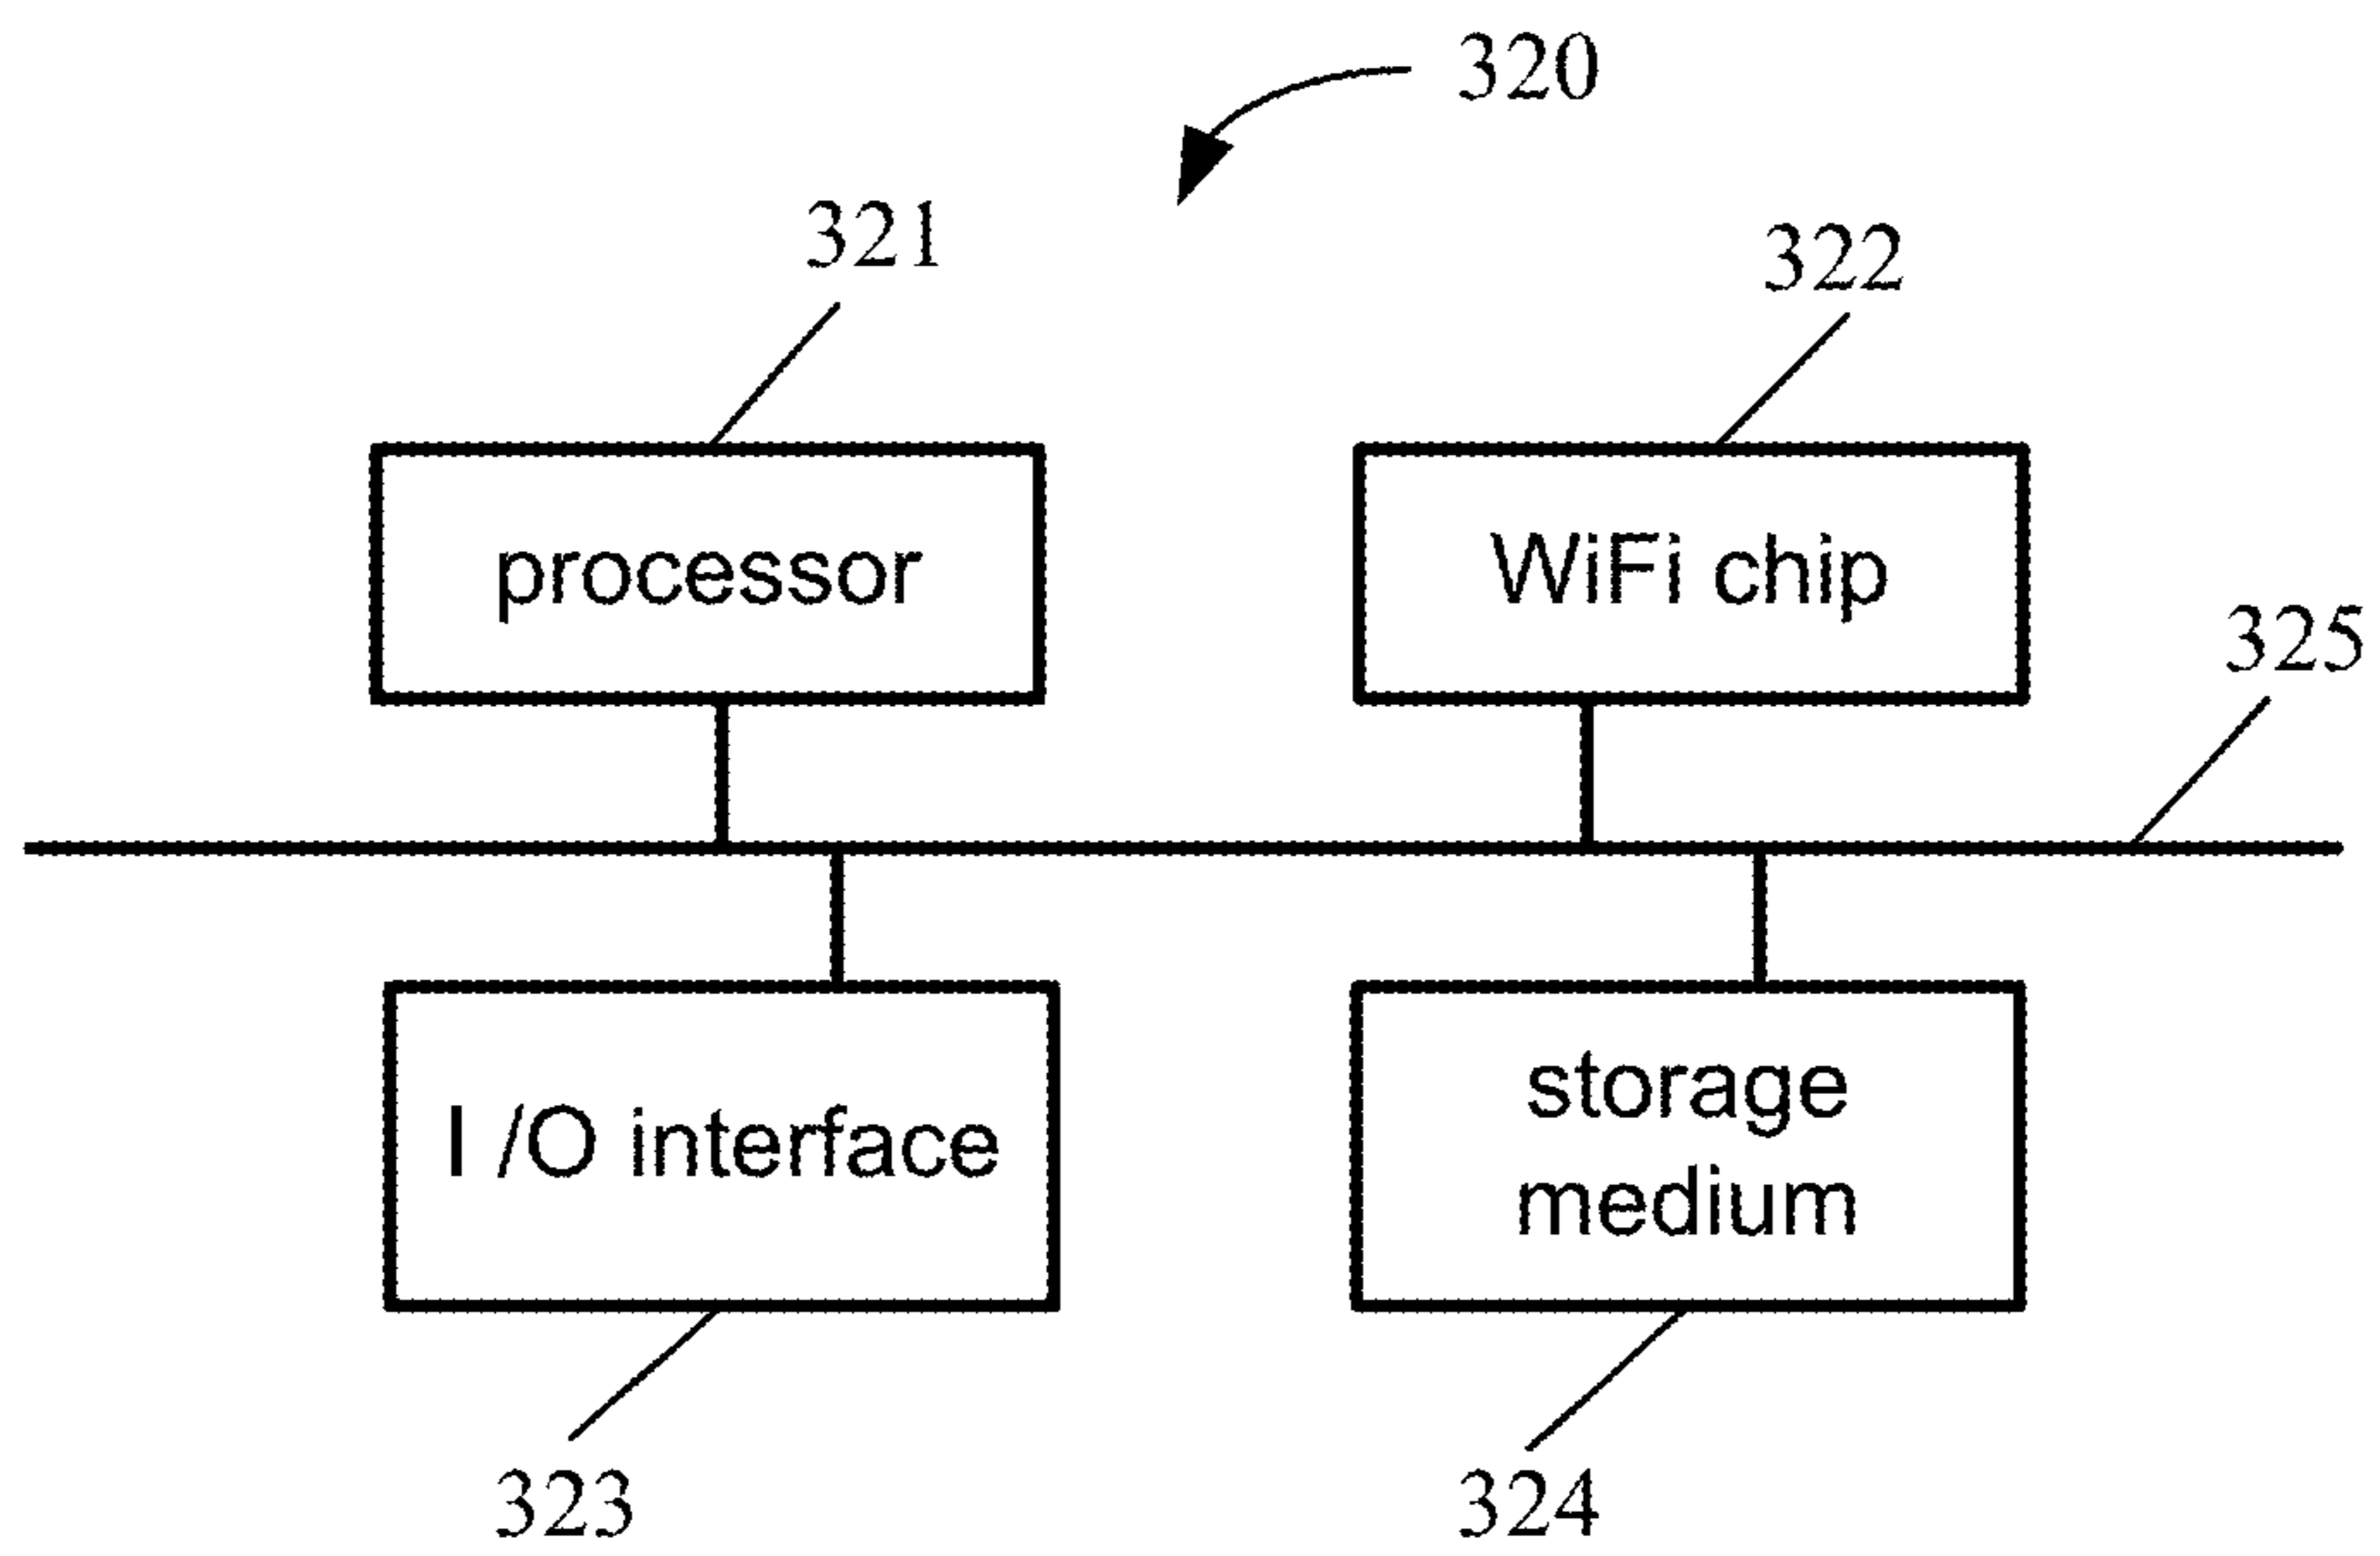 320
321
322
processor
WiFi chip
325
I /O interface
storage
medium
323
324